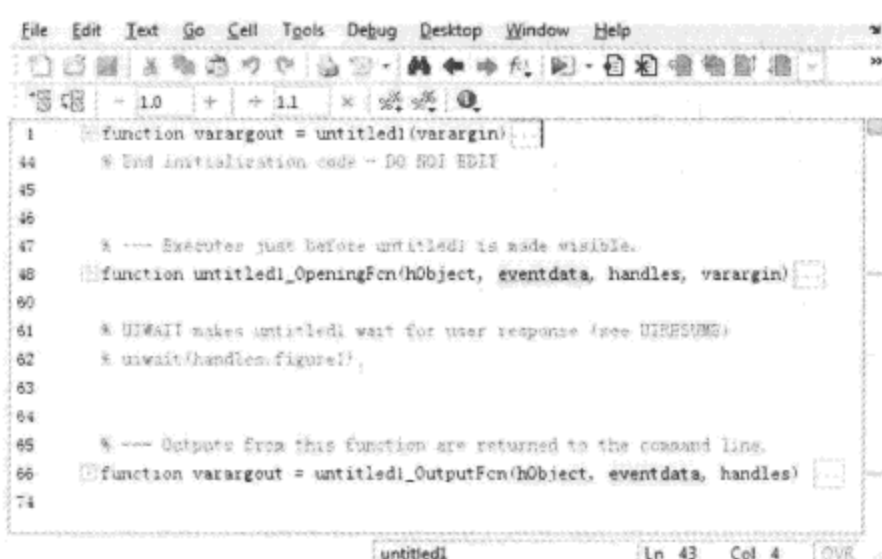 File Edit Text Go Cell Tools Debug Desktop Window Help
- 1.0 + ÷ 1.1 ×
1 function varargout = untitled1(varargin) ...
44 % End initialization code - DO NOT EDIT
45
46
47 % --- Executes just before untitled1 is made visible.
48 function untitled1_OpeningFcn(hObject, eventdata, handles, varargin) ...
60
61 % UIWAIT makes untitled1 wait for user response (see UIRESUME)
62 % uiwait(handles.figure1);
63
64
65 % --- Outputs from this function are returned to the command line.
66 function varargout = untitled1_OutputFcn(hObject, eventdata, handles) ...
74
untitled1 Ln 43 Col 4 OVR